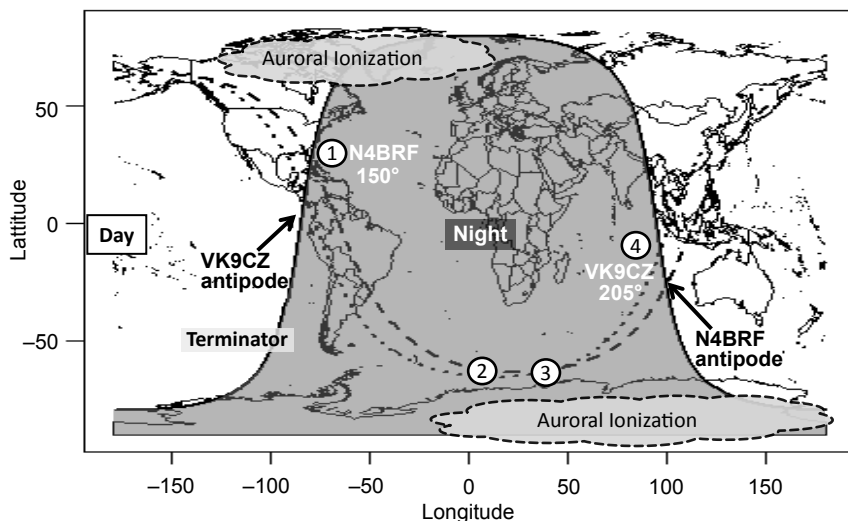 Auroral Ionization
50
1 N4BRF
150°
Lattitude
0
Day
Night
4
VK9CZ
antipode
VK9CZ
205°
Terminator
N4BRF
antipode
−50
2
3
Auroral Ionization
−150
−100
−50
0
50
100
150
Longitude